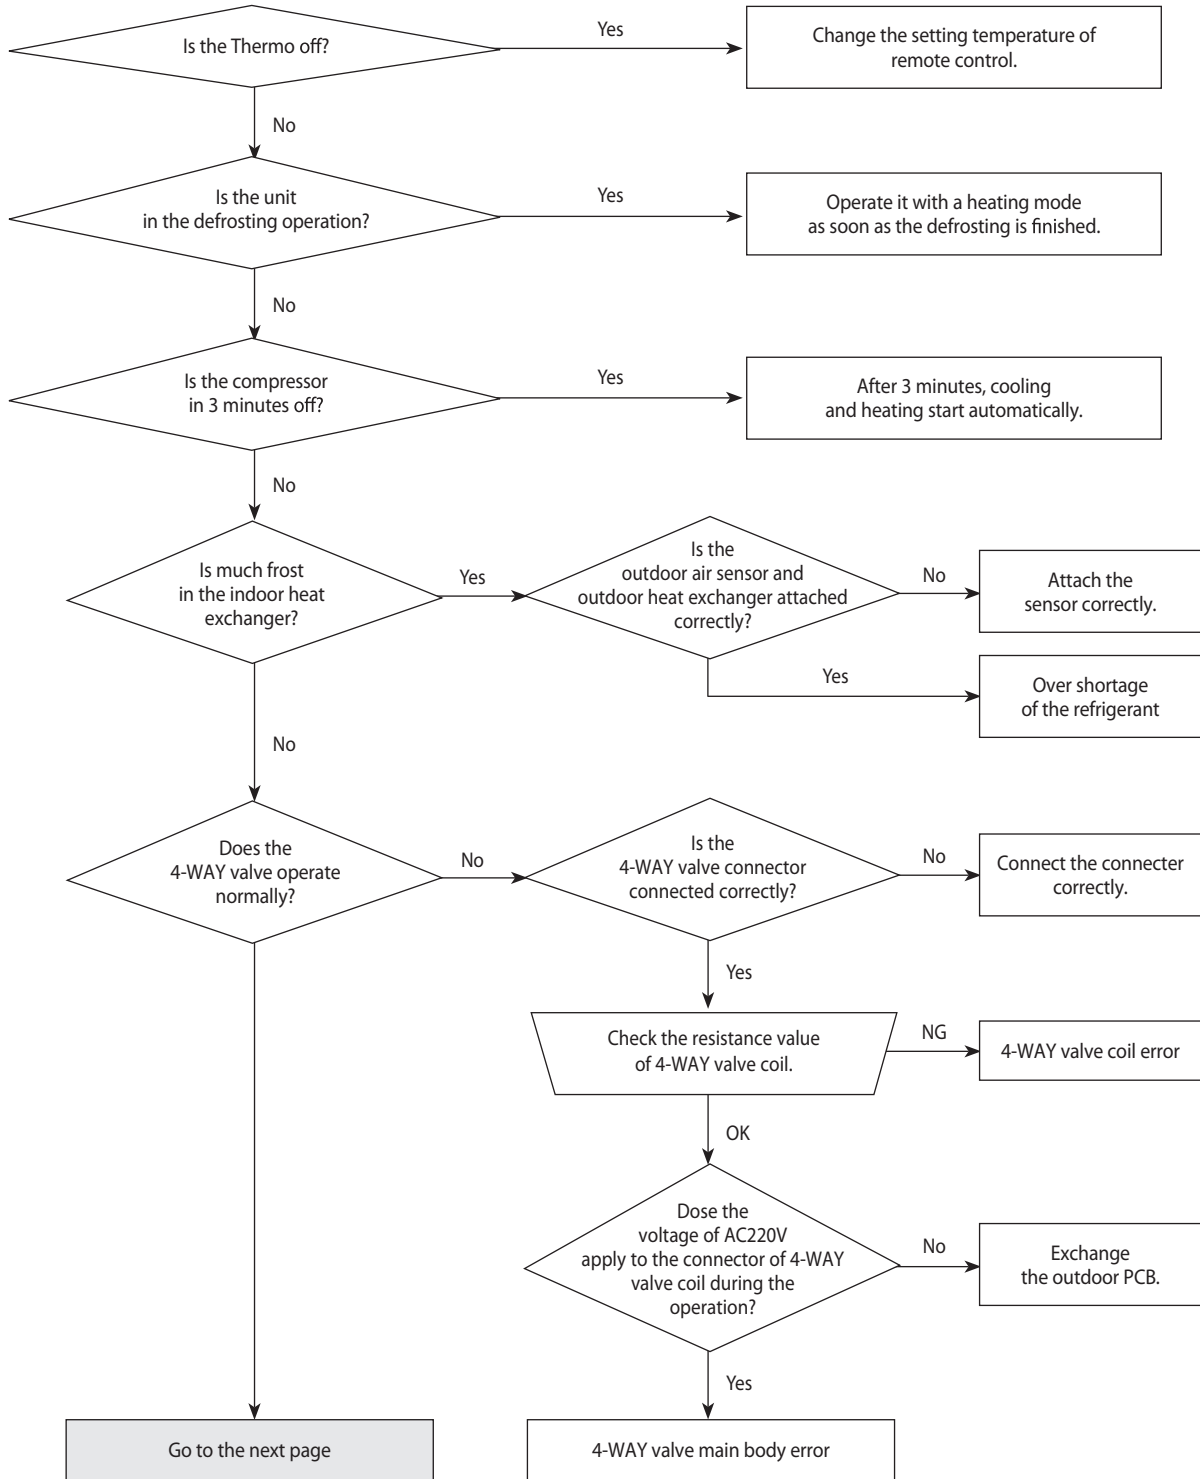 Is the Thermo off?
Yes
Change the setting temperature of
remote control.
No
Is the unit
in the defrosting operation?
Yes
Operate it with a heating mode
as soon as the defrosting is finished.
No
Is the compressor
in 3 minutes off?
Yes
After 3 minutes, cooling
and heating start automatically.
No
Is much frost
in the indoor heat
exchanger?
Yes
Is the
outdoor air sensor and
outdoor heat exchanger attached
correctly?
No
Attach the
sensor correctly.
Yes
Over shortage
of the refrigerant
No
Does the
4-WAY valve operate
normally?
No
Is the
4-WAY valve connector
connected correctly?
No
Connect the connecter
correctly.
Yes
Check the resistance value
of 4-WAY valve coil.
NG
4-WAY valve coil error
OK
Dose the
voltage of AC220V
apply to the connector of 4-WAY
valve coil during the
operation?
No
Exchange
the outdoor PCB.
Yes
Go to the next page
4-WAY valve main body error